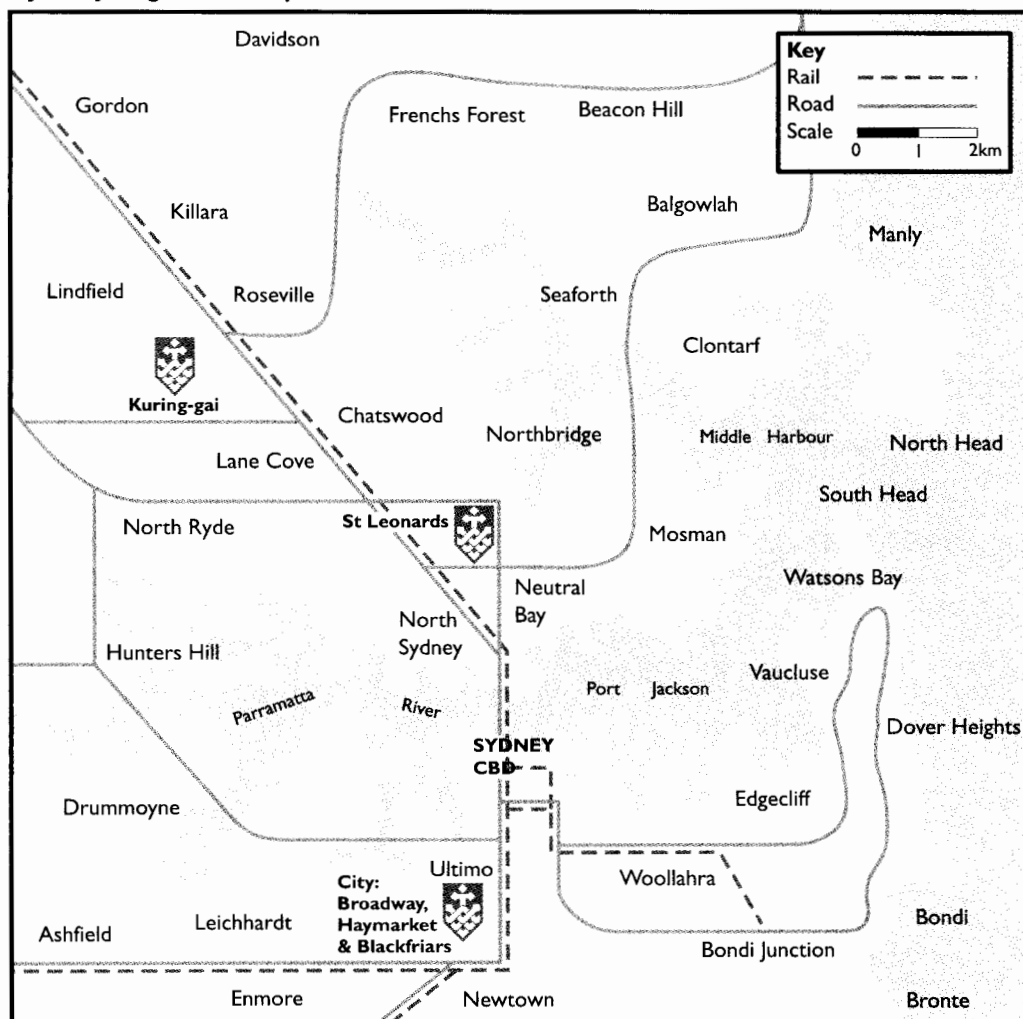 Davidson
Key
Rail
Road
Scale
0 1 2km
Gordon
Frenchs Forest
Beacon Hill
Killara
Balgowlah
Manly
Lindfield
Roseville
Seaforth
Clontarf
Kuring-gai
Chatswood
Northbridge
Middle Harbour
North Head
Lane Cove
South Head
North Ryde
St Leonards
Mosman
Watsons Bay
Neutral
Bay
North
Sydney
Hunters Hill
Vaucluse
Port Jackson
Parramatta River
Dover Heights
SYDNEY
CBD
Edgecliff
Drummoyne
Ultimo
City:
Broadway,
Haymarket
& Blackfriars
Woollahra
Leichhardt
Ashfield
Bondi
Bondi Junction
Enmore
Newtown
Bronte